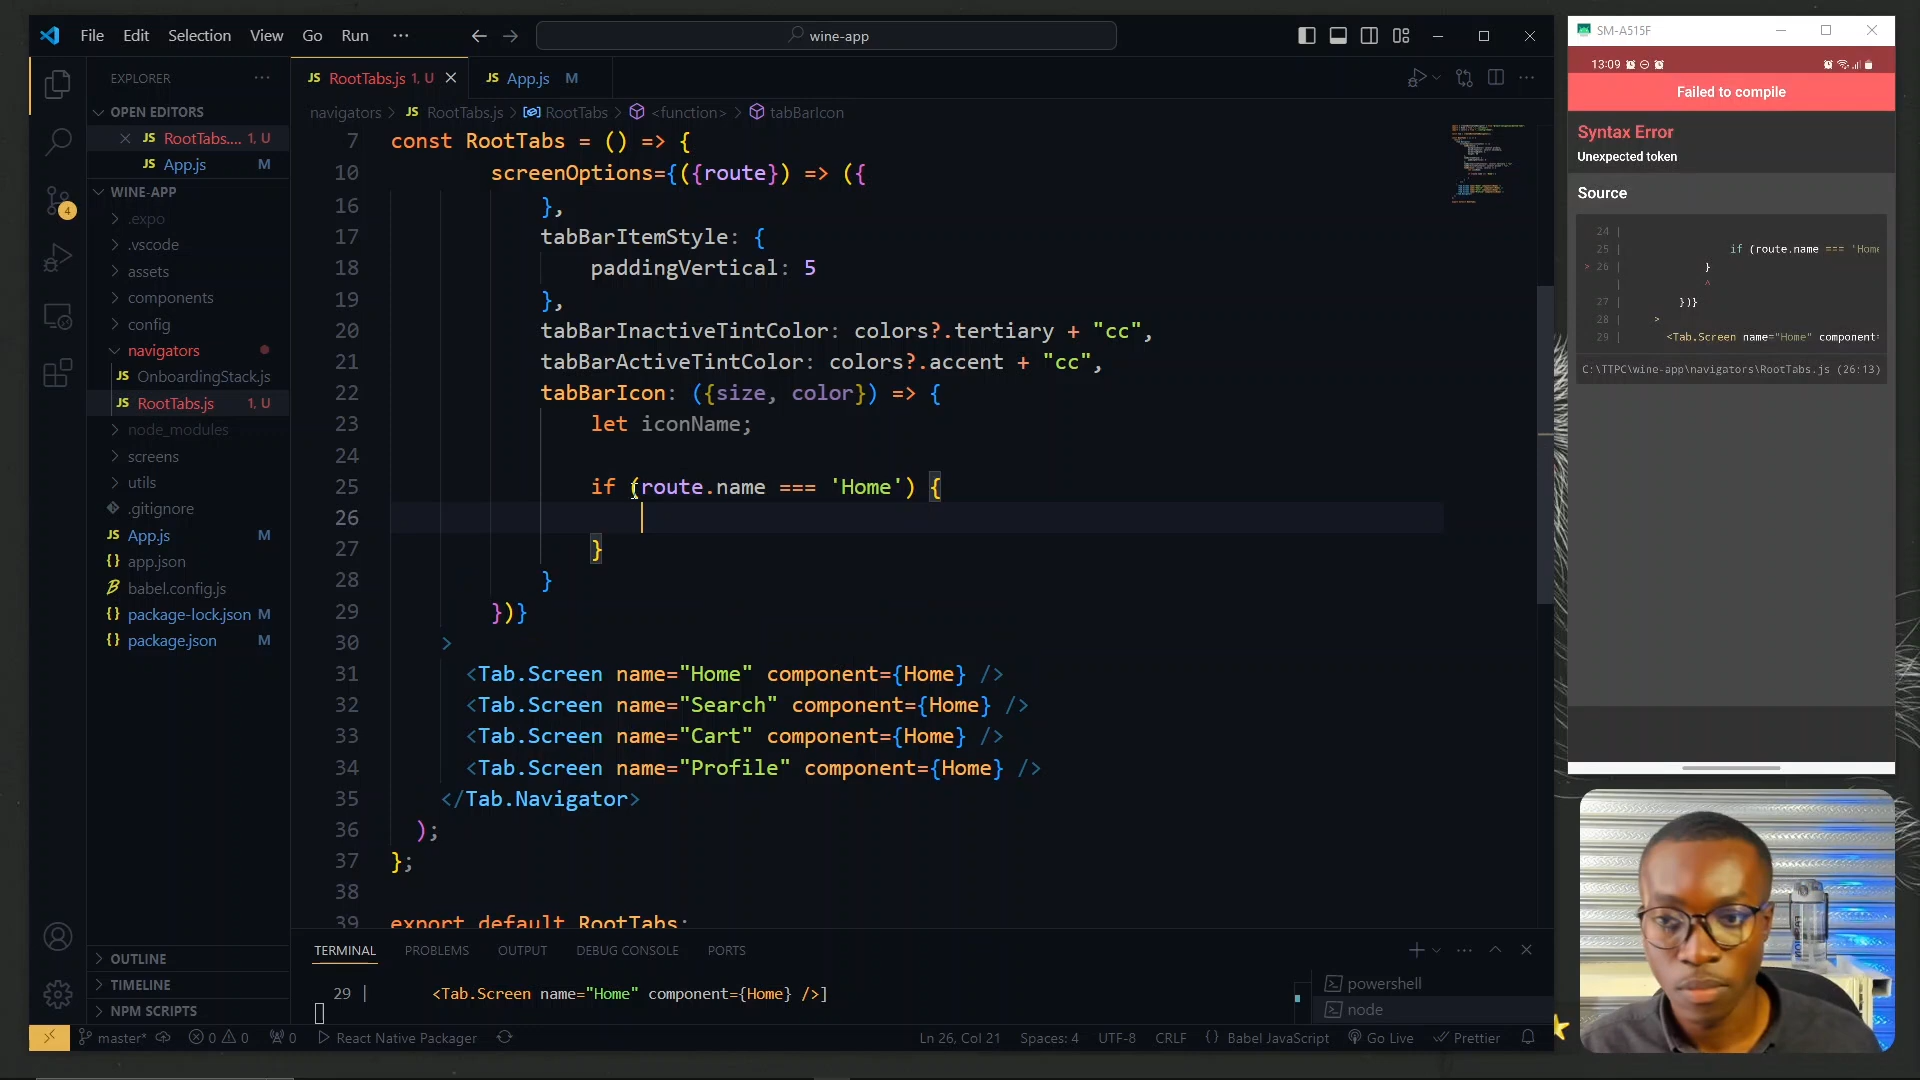 File Edit Selection View Go Run ···
wine-app
SM-A515F
EXPLORER
OPEN EDITORS
RootTabs.... 1, U
App.js M
WINE-APP
.expo
.vscode
assets
components
config
navigators
OnboardingStack.js
RootTabs.js 1, U
node_modules
screens
utils
.gitignore
App.js M
app.json
babel.config.js
package-lock.json M
package.json M
OUTLINE
TIMELINE
NPM SCRIPTS
4
JS RootTabs.js 1, U
JS App.js M
navigators > JS RootTabs.js > RootTabs > <function> > tabBarIcon
7 const RootTabs = () => {
10 screenOptions={({route}) => ({
16 },
17 tabBarItemStyle: {
18 paddingVertical: 5
19 },
20 tabBarInactiveTintColor: colors?.tertiary + "cc",
21 tabBarActiveTintColor: colors?.accent + "cc",
22 tabBarIcon: ({size, color}) => {
23 let iconName;
24
25 if (route.name === 'Home') {
26
27 }
28 }
29 })}
30 >
31 <Tab.Screen name="Home" component={Home} />
32 <Tab.Screen name="Search" component={Home} />
33 <Tab.Screen name="Cart" component={Home} />
34 <Tab.Screen name="Profile" component={Home} />
35 </Tab.Navigator>
36 );
37 };
38
39 export default RootTabs;
TERMINAL PROBLEMS OUTPUT DEBUG CONSOLE PORTS
29 | <Tab.Screen name="Home" component={Home} />]
powershell
node
master* 0 0 0 React Native Packager
Ln 26, Col 21 Spaces: 4 UTF-8 CRLF { } Babel JavaScript Go Live Prettier
13:09
Failed to compile
Syntax Error
Unexpected token
Source
24 |
25 | if (route.name === 'Home
> 26 | }
| ^
27 | })}
28 | >
29 | <Tab.Screen name="Home" component=
C:\TTPC\wine-app\navigators\RootTabs.js (26:13)